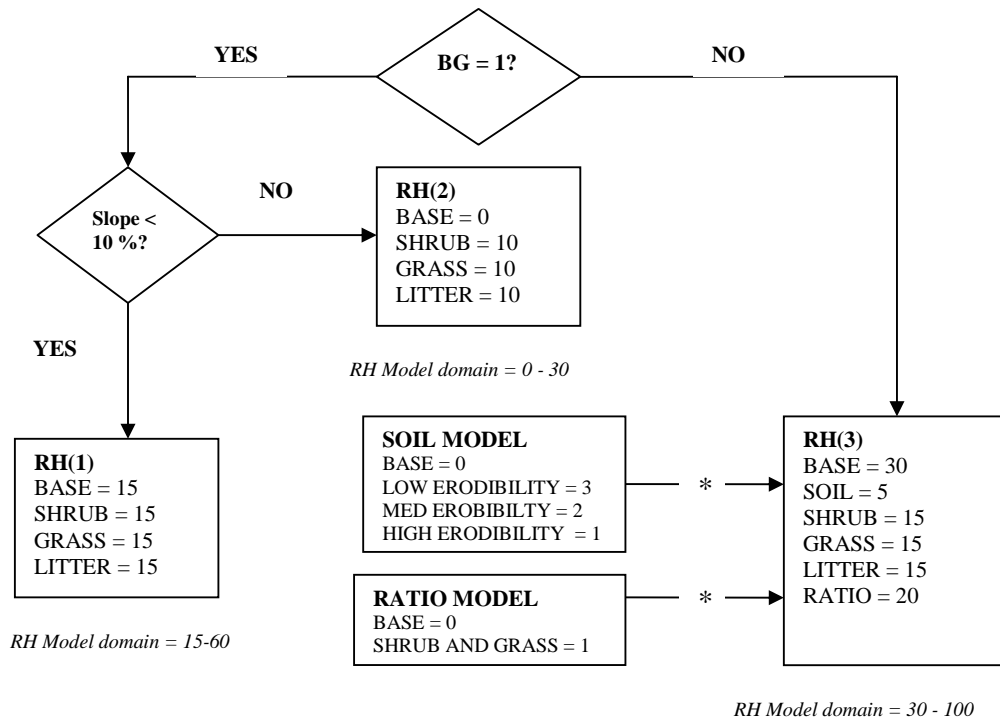 BG = 1?
YES
NO
Slope <
10 %?
NO
YES
RH(2)
BASE = 0
SHRUB = 10
GRASS = 10
LITTER = 10
RH Model domain = 0 - 30
RH(1)
BASE = 15
SHRUB = 15
GRASS = 15
LITTER = 15
RH Model domain = 15-60
SOIL MODEL
BASE = 0
LOW ERODIBILITY = 3
MED EROBIBILTY = 2
HIGH ERODIBILITY = 1
*
RATIO MODEL
BASE = 0
SHRUB AND GRASS = 1
*
RH(3)
BASE = 30
SOIL = 5
SHRUB = 15
GRASS = 15
LITTER = 15
RATIO = 20
RH Model domain = 30 - 100